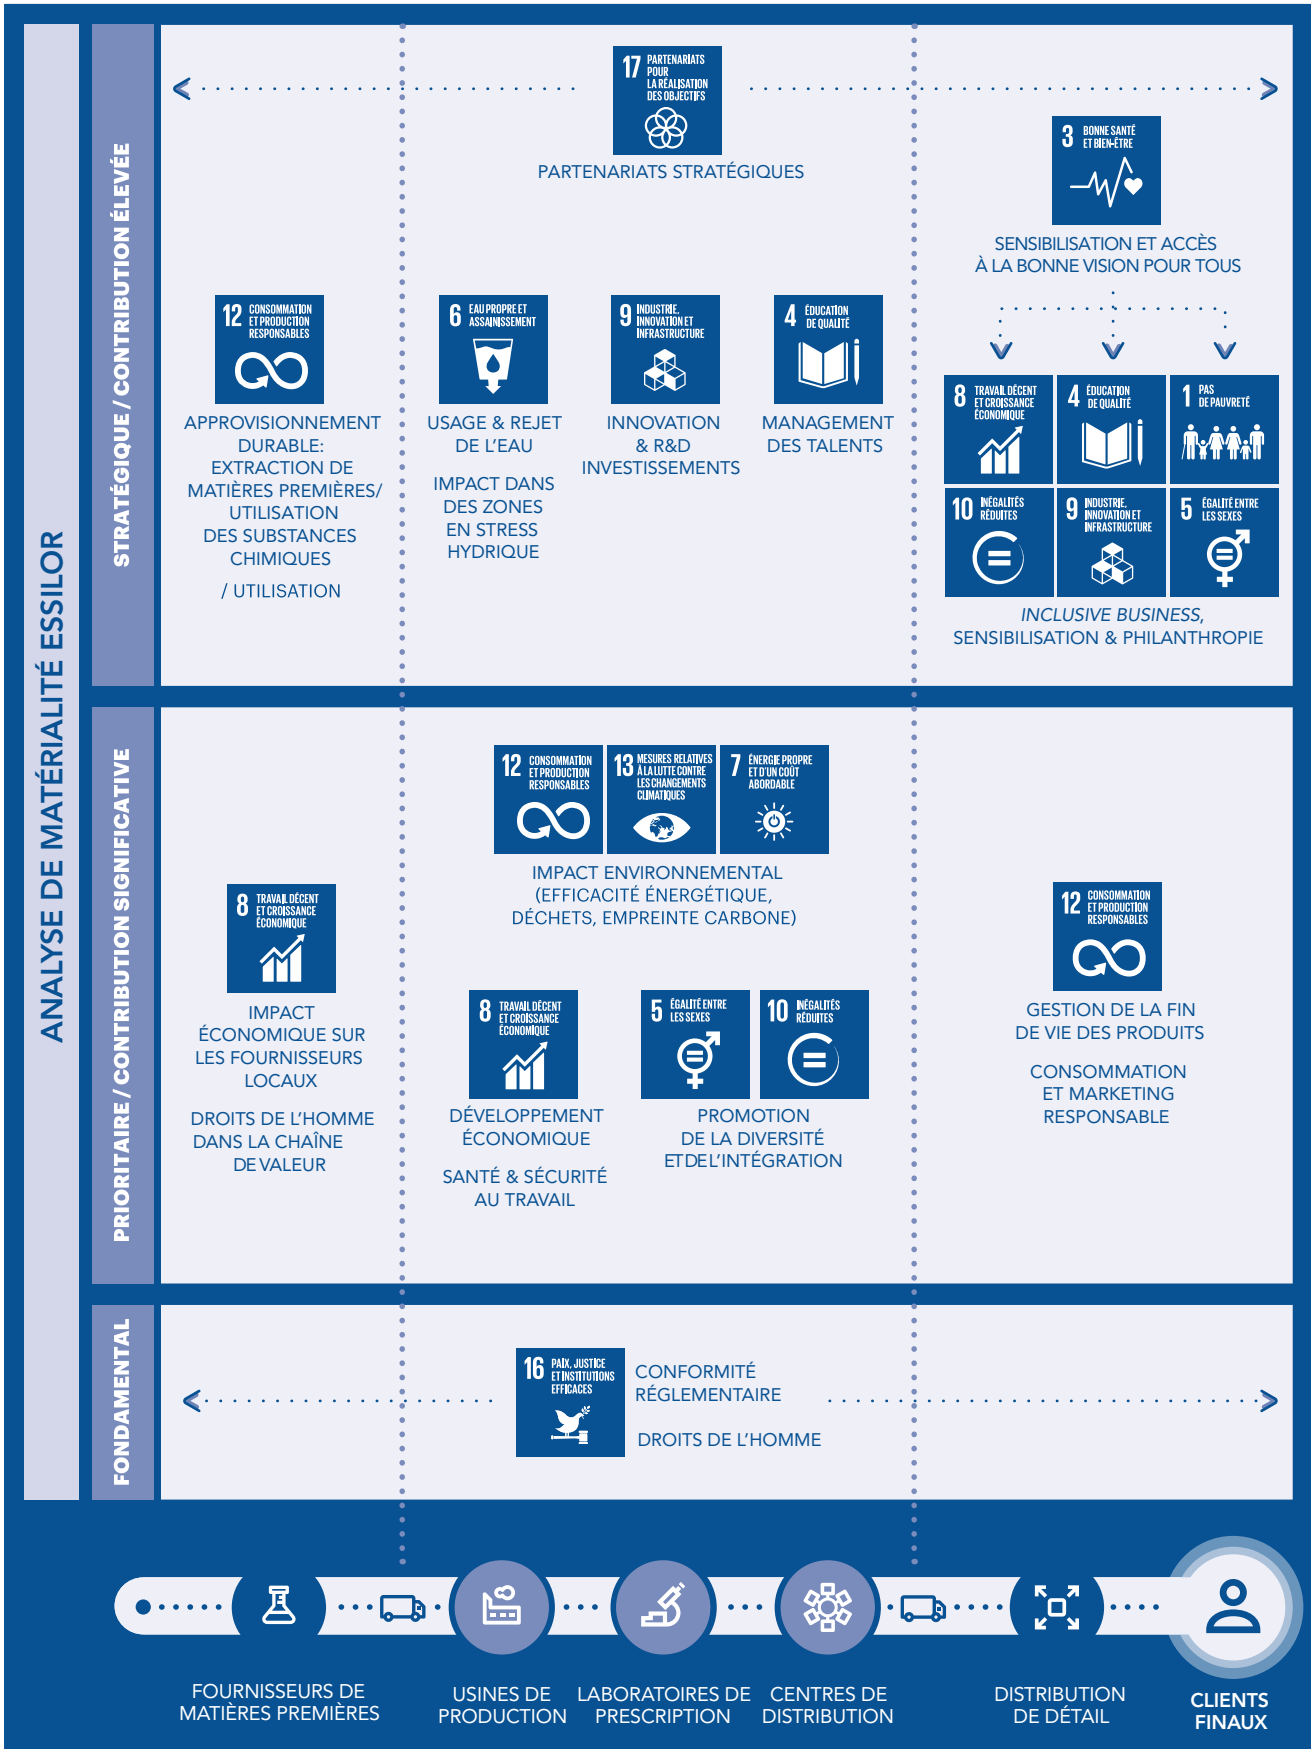 ANALYSE DE MATÉRIALITÉ ESSILOR
STRATÉGIQUE / CONTRIBUTION ÉLEVÉE
17 PARTENARIATS
POUR
LA RÉALISATION
DES OBJECTIFS
PARTENARIATS STRATÉGIQUES
3 BONNE SANTÉ
ET BIEN-ÊTRE
SENSIBILISATION ET ACCÈS
À LA BONNE VISION POUR TOUS
12 CONSOMMATION
ET PRODUCTION
RESPONSABLES
APPROVISIONNEMENT
DURABLE:
EXTRACTION DE
MATIÈRES PREMIÈRES/
UTILISATION
DES SUBSTANCES
CHIMIQUES
/ UTILISATION
6 EAU PROPRE ET
ASSAINISSEMENT
USAGE & REJET
DE L'EAU
IMPACT DANS
DES ZONES
EN STRESS
HYDRIQUE
9 INDUSTRIE,
INNOVATION ET
INFRASTRUCTURE
INNOVATION
& R&D
INVESTISSEMENTS
4 ÉDUCATION
DE QUALITÉ
MANAGEMENT
DES TALENTS
8 TRAVAIL DÉCENT
ET CROISSANCE
ÉCONOMIQUE
4 ÉDUCATION
DE QUALITÉ
1 PAS
DE PAUVRETÉ
10 INÉGALITÉS
RÉDUITES
9 INDUSTRIE,
INNOVATION ET
INFRASTRUCTURE
5 ÉGALITÉ ENTRE
LES SEXES
INCLUSIVE BUSINESS,
SENSIBILISATION & PHILANTHROPIE
PRIORITAIRE / CONTRIBUTION SIGNIFICATIVE
8 TRAVAIL DÉCENT
ET CROISSANCE
ÉCONOMIQUE
IMPACT
ÉCONOMIQUE SUR
LES FOURNISSEURS
LOCAUX
DROITS DE L'HOMME
DANS LA CHAÎNE
DE VALEUR
12 CONSOMMATION
ET PRODUCTION
RESPONSABLES
13 MESURES RELATIVES
À LA LUTTE CONTRE
LES CHANGEMENTS
CLIMATIQUES
7 ÉNERGIE PROPRE
ET D'UN COÛT
ABORDABLE
IMPACT ENVIRONNEMENTAL
(EFFICACITÉ ÉNERGÉTIQUE,
DÉCHETS, EMPREINTE CARBONE)
8 TRAVAIL DÉCENT
ET CROISSANCE
ÉCONOMIQUE
DÉVELOPPEMENT
ÉCONOMIQUE
SANTÉ & SÉCURITÉ
AU TRAVAIL
5 ÉGALITÉ ENTRE
LES SEXES
10 INÉGALITÉS
RÉDUITES
PROMOTION
DE LA DIVERSITÉ
ET DE L'INTÉGRATION
12 CONSOMMATION
ET PRODUCTION
RESPONSABLES
GESTION DE LA FIN
DE VIE DES PRODUITS
CONSOMMATION
ET MARKETING
RESPONSABLE
FONDAMENTAL
16 PAIX, JUSTICE
ET INSTITUTIONS
EFFICACES
CONFORMITÉ
RÉGLEMENTAIRE
DROITS DE L'HOMME
FOURNISSEURS DE
MATIÈRES PREMIÈRES
USINES DE
PRODUCTION
LABORATOIRES DE
PRESCRIPTION
CENTRES DE
DISTRIBUTION
DISTRIBUTION
DE DÉTAIL
CLIENTS
FINAUX